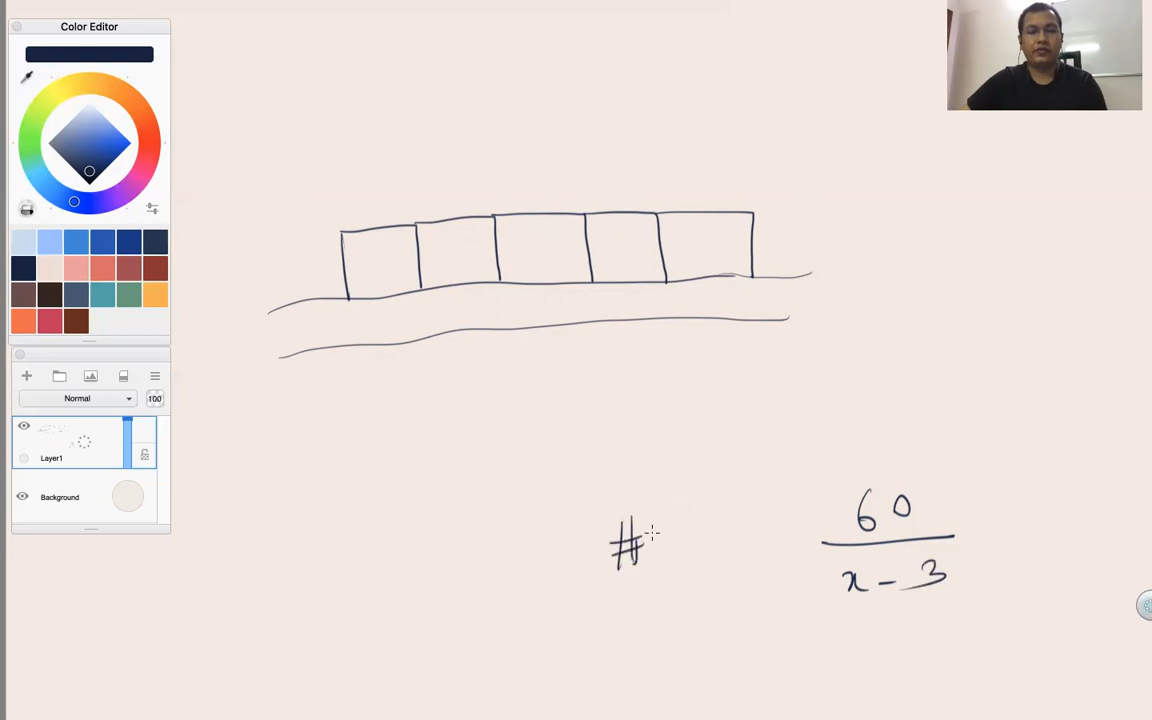 Color Editor
Normal
100
Layer1
Background
#
60
x - 3